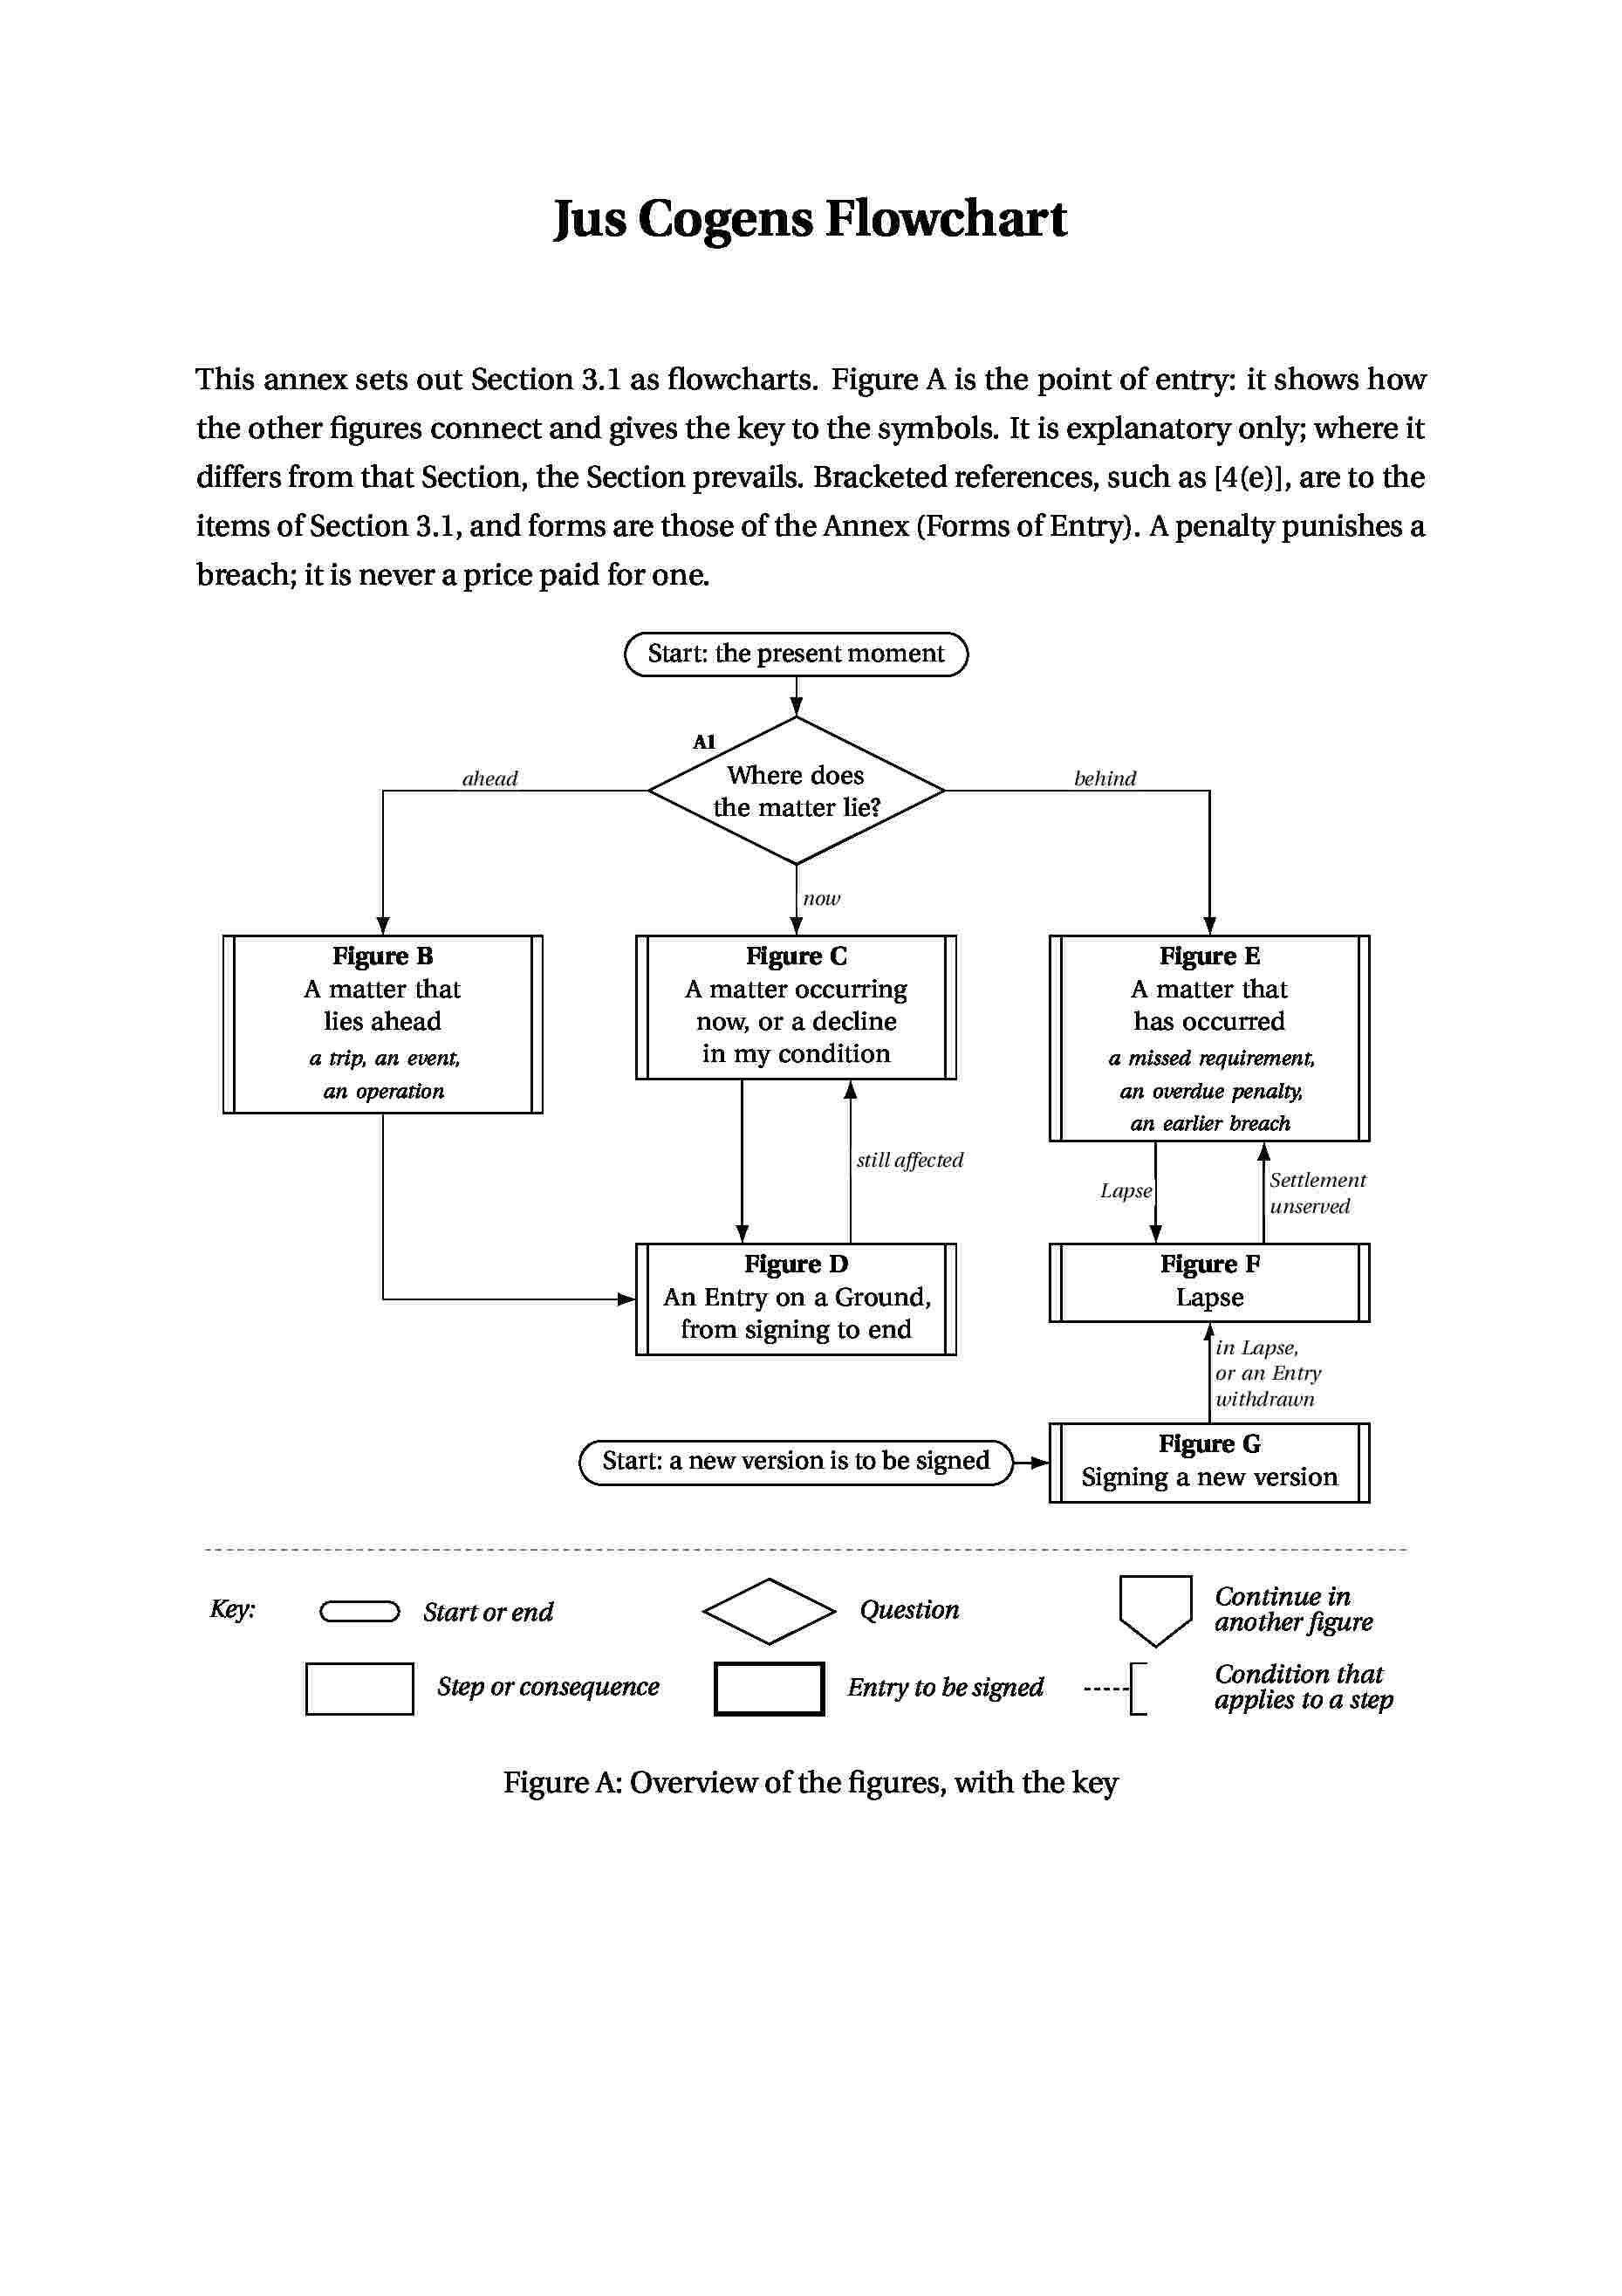 Jus Cogens Flowchart
This annex sets out Section 3.1 as flowcharts. Figure A is the point of entry: it shows how
the other figures connect and gives the key to the symbols. It is explanatory only; where it
differs from that Section, the Section prevails. Bracketed references, such as [4(e)], are to the
items of Section 3.1, and forms are those of the Annex (Forms of Entry). A penalty punishes a
breach; it is never a price paid for one.
Start: the present moment
A1
Where does
the matter lie?
ahead
behind
now
Figure B
A matter that
lies ahead
a trip, an event,
an operation
Figure C
A matter occurring
now, or a decline
in my condition
Figure E
A matter that
has occurred
a missed requirement,
an overdue penalty,
an earlier breach
still affected
Lapse
Settlement
unserved
Figure D
An Entry on a Ground,
from signing to end
Figure F
Lapse
in Lapse,
or an Entry
withdrawn
Start: a new version is to be signed
Figure G
Signing a new version
Key:
Start or end
Question
Continue in
another figure
Step or consequence
Entry to be signed
Condition that
applies to a step
Figure A: Overview of the figures, with the key